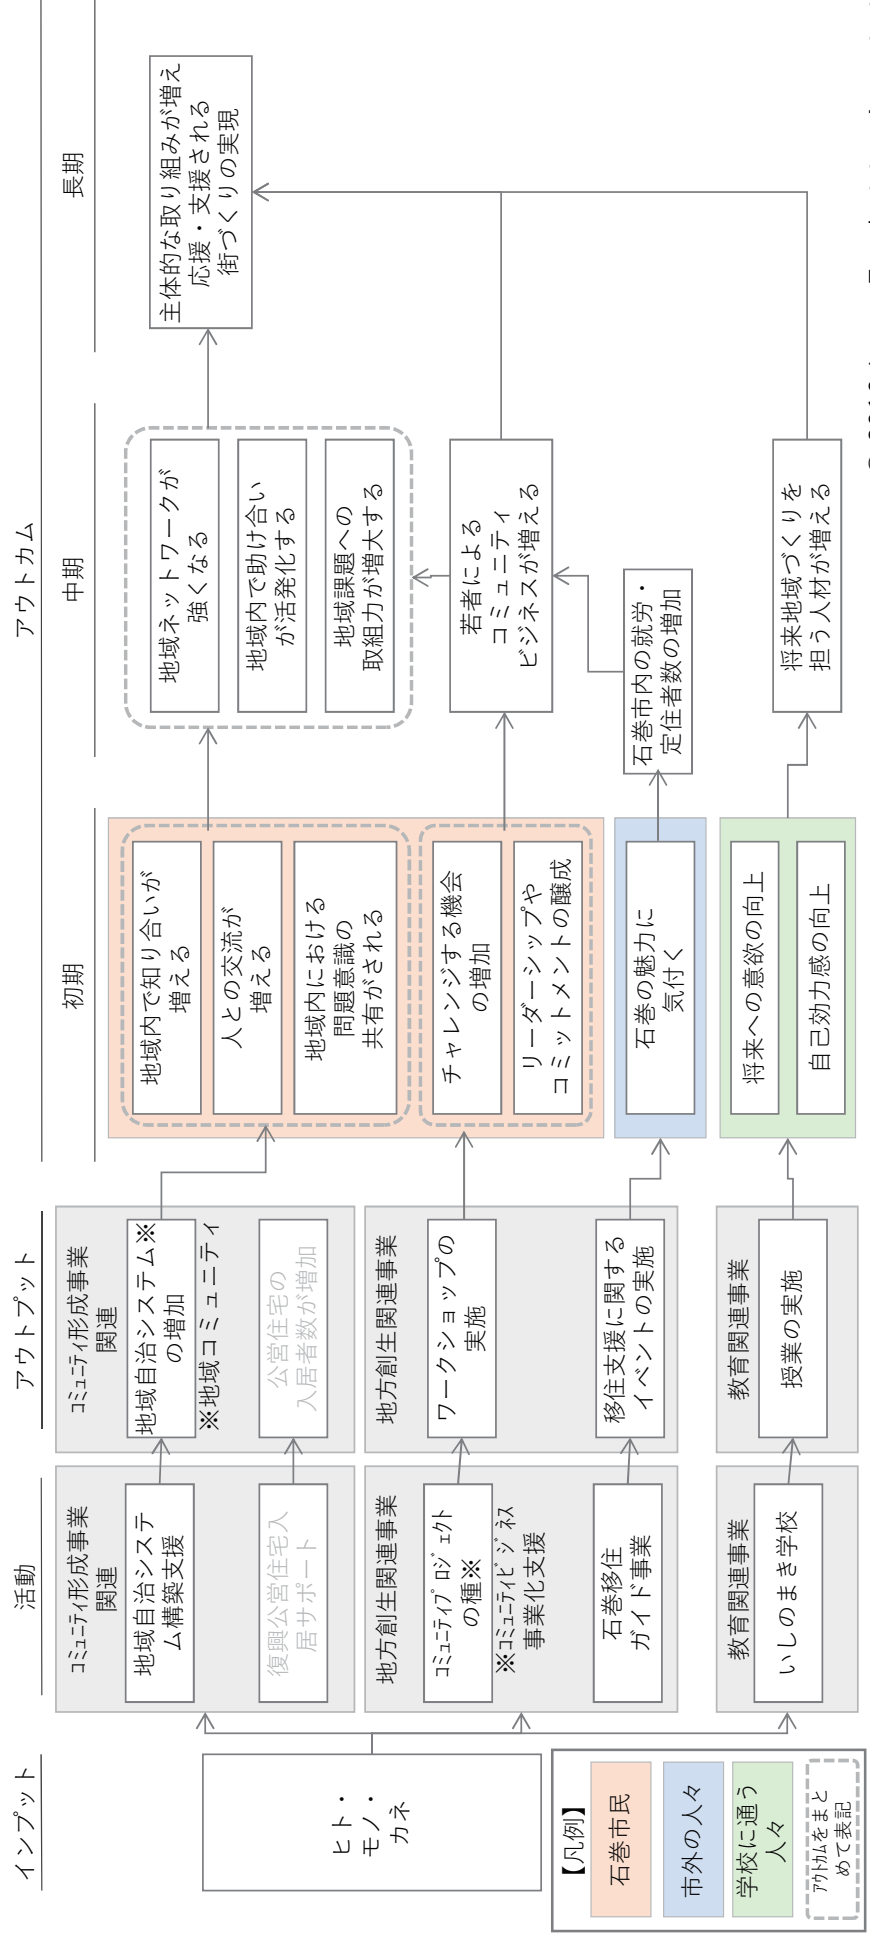 インプット
活動
アウトプット
アウトカム
初期
中期
長期
ヒト・
モノ・
カネ
コミュニティ形成事業
関連
地域自治システ
ム構築支援
復興公営住宅入
居サポート
地方創生関連事業
コミュニティプロジェクト
の種※
※コミュニティビジネス
事業化支援
石巻移住
ガイド事業
教育関連事業
いしのまき学校
コミュニティ形成事業
関連
地域自治システム※
の増加
※地域コミュニティ
公営住宅の
入居者数が増加
地方創生関連事業
ワークショップの
実施
移住支援に関する
イベントの実施
教育関連事業
授業の実施
地域内で知り合いが
増える
人との交流が
増える
地域内における
問題意識の
共有がされる
チャレンジする機会
の増加
リーダーシップや
コミットメントの醸成
石巻の魅力に
気付く
将来への意欲の向上
自己効力感の向上
地域ネットワークが
強くなる
地域内で助け合い
が活発化する
地域課題への
取組力が増大する
若者による
コミュニティ
ビジネスが増える
石巻市内の就労・
定住者数の増加
将来地域づくりを
担う人材が増える
主体的な取り組みが増え
応援・支援される
街づくりの実現
【凡例】
石巻市民
市外の人々
学校に通う
人々
アウトカムをまと
めて表記